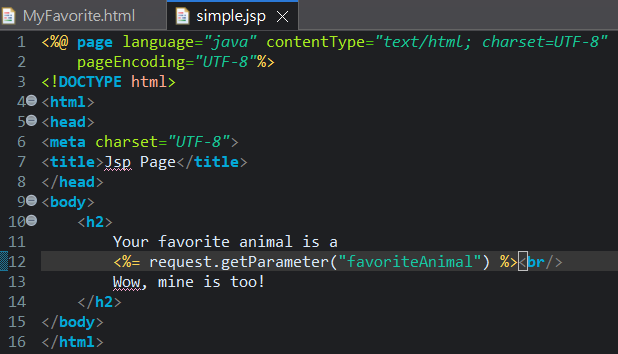 MyFavorite.html simple.jsp
1 <%@ page language="java" contentType="text/html; charset=UTF-8"
2     pageEncoding="UTF-8"%>
3 <!DOCTYPE html>
4 <html>
5 <head>
6 <meta charset="UTF-8">
7 <title>Jsp Page</title>
8 </head>
9 <body>
10     <h2>
11         Your favorite animal is a
12         <%= request.getParameter("favoriteAnimal") %><br/>
13         Wow, mine is too!
14     </h2>
15 </body>
16 </html>